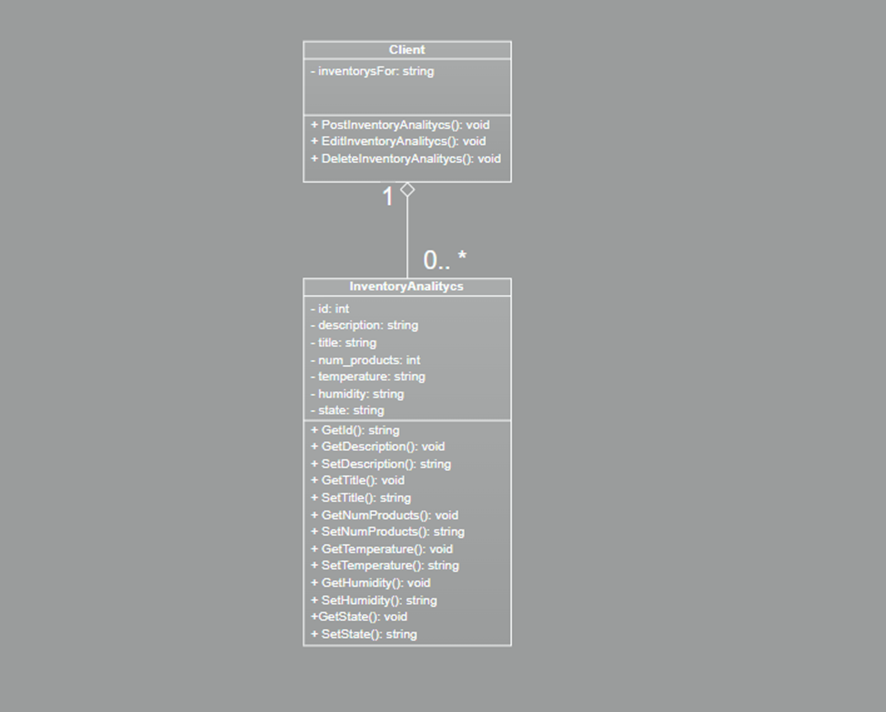 Client
- inventorysFor: string
+ PostInventoryAnalitycs(): void
+ EditInventoryAnalitycs(): void
+ DeleteInventoryAnalitycs(): void
1
0.. *
InventoryAnalitycs
- id: int
- description: string
- title: string
- num_products: int
- temperature: string
- humidity: string
- state: string
+ GetId(): string
+ GetDescription(): void
+ SetDescription(): string
+ GetTitle(): void
+ SetTitle(): string
+ GetNumProducts(): void
+ SetNumProducts(): string
+ GetTemperature(): void
+ SetTemperature(): string
+ GetHumidity(): void
+ SetHumidity(): string
+GetState(): void
+ SetState(): string